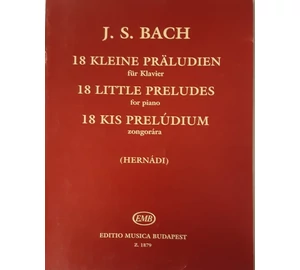 J. S. BACH
18 KLEINE PRÄLUDIEN
für Klavier
18 LITTLE PRELUDES
for piano
18 KIS PRELÚDIUM
zongorára
(HERNÁDI)
EMB
EDITIO MUSICA BUDAPEST
Z. 1879